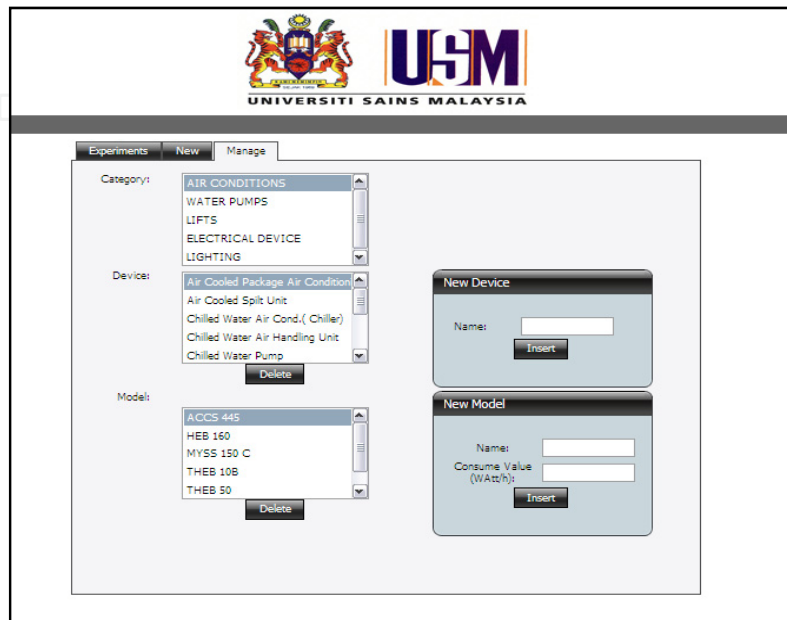 USM
UNIVERSITI SAINS MALAYSIA
Experiments New Manage
Category:
AIR CONDITIONS
WATER PUMPS
LIFTS
ELECTRICAL DEVICE
LIGHTING
Device:
Air Cooled Package Air Condition
Air Cooled Spilt Unit
Chilled Water Air Cond.( Chiller)
Chilled Water Air Handling Unit
Chilled Water Pump
Delete
New Device
Name:
Insert
Model:
ACCS 445
HEB 160
MYSS 150 C
THEB 10B
THEB 50
Delete
New Model
Name:
Consume Value
(WAtt/h):
Insert